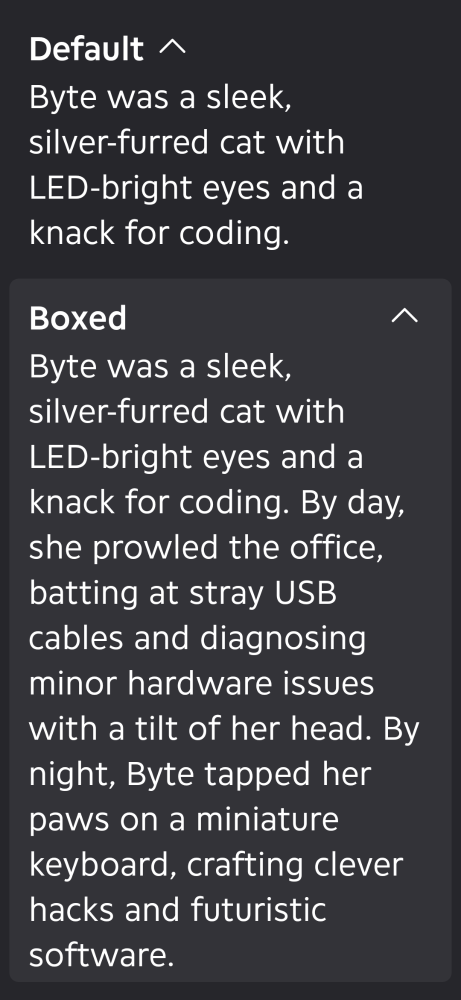 Default
Byte was a sleek,
silver-furred cat with
LED-bright eyes and a
knack for coding.
Boxed
Byte was a sleek,
silver-furred cat with
LED-bright eyes and a
knack for coding. By day,
she prowled the office,
batting at stray USB
cables and diagnosing
minor hardware issues
with a tilt of her head. By
night, Byte tapped her
paws on a miniature
keyboard, crafting clever
hacks and futuristic
software.